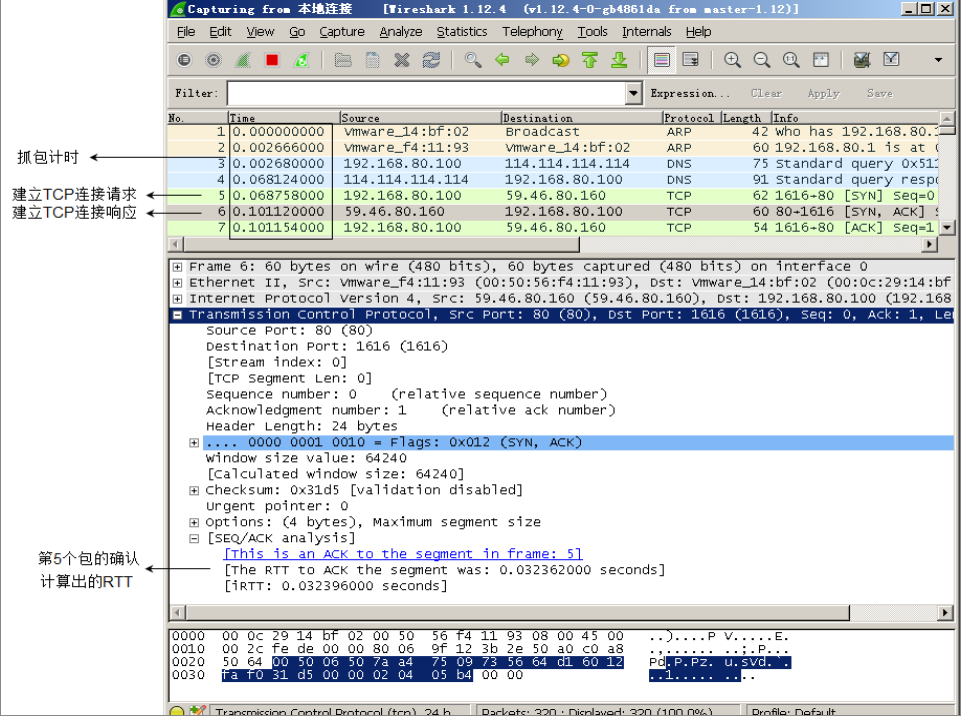 Capturing from 本地连接 [Wireshark 1.12.4 (v1.12.4-0-gb4861da from master-1.12)]
File Edit View Go Capture Analyze Statistics Telephony Tools Internals Help
Filter: Expression... Clear Apply Save
No. Time Source Destination Protocol Length Info
1 0.000000000 Vmware_14:bf:02 Broadcast ARP 42 Who has 192.168.80.1
2 0.002666000 Vmware_f4:11:93 Vmware_14:bf:02 ARP 60 192.168.80.1 is at
抓包计时
3 0.002680000 192.168.80.100 114.114.114.114 DNS 75 Standard query 0x511
4 0.068124000 114.114.114.114 192.168.80.100 DNS 91 Standard query respo
建立TCP连接请求
5 0.068758000 192.168.80.100 59.46.80.160 TCP 62 1616→80 [SYN] Seq=0
建立TCP连接响应
6 0.101120000 59.46.80.160 192.168.80.100 TCP 60 80→1616 [SYN, ACK] S
7 0.101154000 192.168.80.100 59.46.80.160 TCP 54 1616→80 [ACK] Seq=1
Frame 6: 60 bytes on wire (480 bits), 60 bytes captured (480 bits) on interface 0
Ethernet II, Src: Vmware_f4:11:93 (00:50:56:f4:11:93), Dst: Vmware_14:bf:02 (00:0c:29:14:bf
Internet Protocol Version 4, Src: 59.46.80.160 (59.46.80.160), Dst: 192.168.80.100 (192.168
Transmission Control Protocol, Src Port: 80 (80), Dst Port: 1616 (1616), Seq: 0, Ack: 1, Le
Source Port: 80 (80)
Destination Port: 1616 (1616)
[Stream index: 0]
[TCP Segment Len: 0]
Sequence number: 0 (relative sequence number)
Acknowledgment number: 1 (relative ack number)
Header Length: 24 bytes
.... 0000 0001 0010 = Flags: 0x012 (SYN, ACK)
Window size value: 64240
[Calculated window size: 64240]
Checksum: 0x31d5 [validation disabled]
Urgent pointer: 0
Options: (4 bytes), Maximum segment size
[SEQ/ACK analysis]
[This is an ACK to the segment in frame: 5]
第5个包的确认
计算出的RTT
[The RTT to ACK the segment was: 0.032362000 seconds]
[iRTT: 0.032396000 seconds]
0000 00 0c 29 14 bf 02 00 50 56 f4 11 93 08 00 45 00 ..)....P V.....E.
0010 00 2c fe de 00 00 80 06 9f 12 3b 2e 50 a0 c0 a8 .,...... ..;.P...
0020 50 64 00 50 06 50 7a a4 75 09 73 56 64 d1 60 12 Pd.P.Pz. u.sVd.`.
0030 fa f0 31 d5 00 00 02 04 05 b4 00 00 ..1..... ....
Transmission Control Protocol (tcp), 24 b Packets: 320 · Displayed: 320 (100.0%) Profile: Default